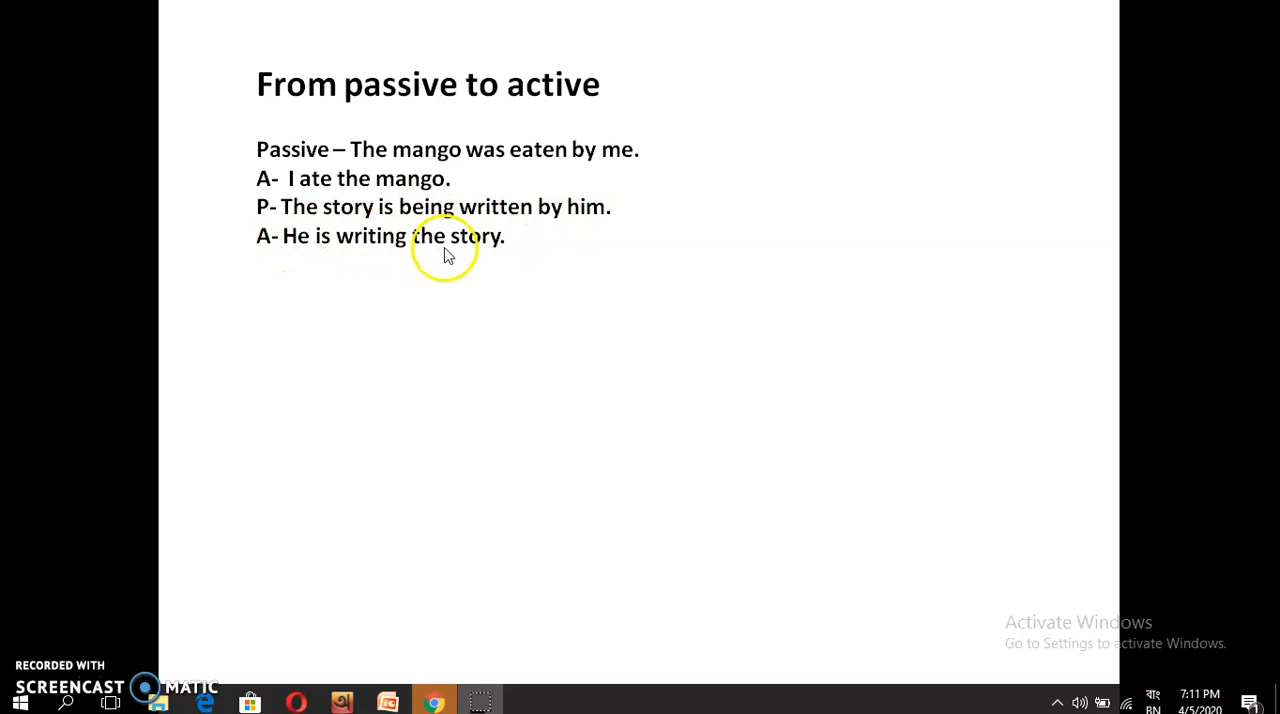 From passive to active
Passive – The mango was eaten by me.
A-  I ate the mango.
P- The story is being written by him.
A- He is writing the story.
Activate Windows
Go to Settings to activate Windows.
RECORDED WITH
SCREENCAST MATIC
বাং
7:11 PM
BN
4/5/2020